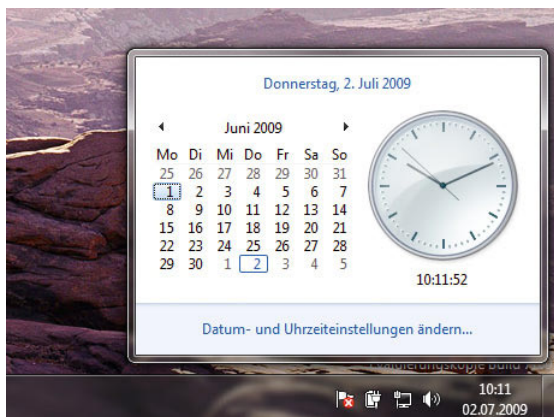 Donnerstag, 2. Juli 2009
Juni 2009
Mo Di Mi Do Fr Sa So
25 26 27 28 29 30 31
1 2 3 4 5 6 7
8 9 10 11 12 13 14
15 16 17 18 19 20 21
22 23 24 25 26 27 28
29 30 1 2 3 4 5
10:11:52
Datum- und Uhrzeiteinstellungen ändern...
10:11
02.07.2009